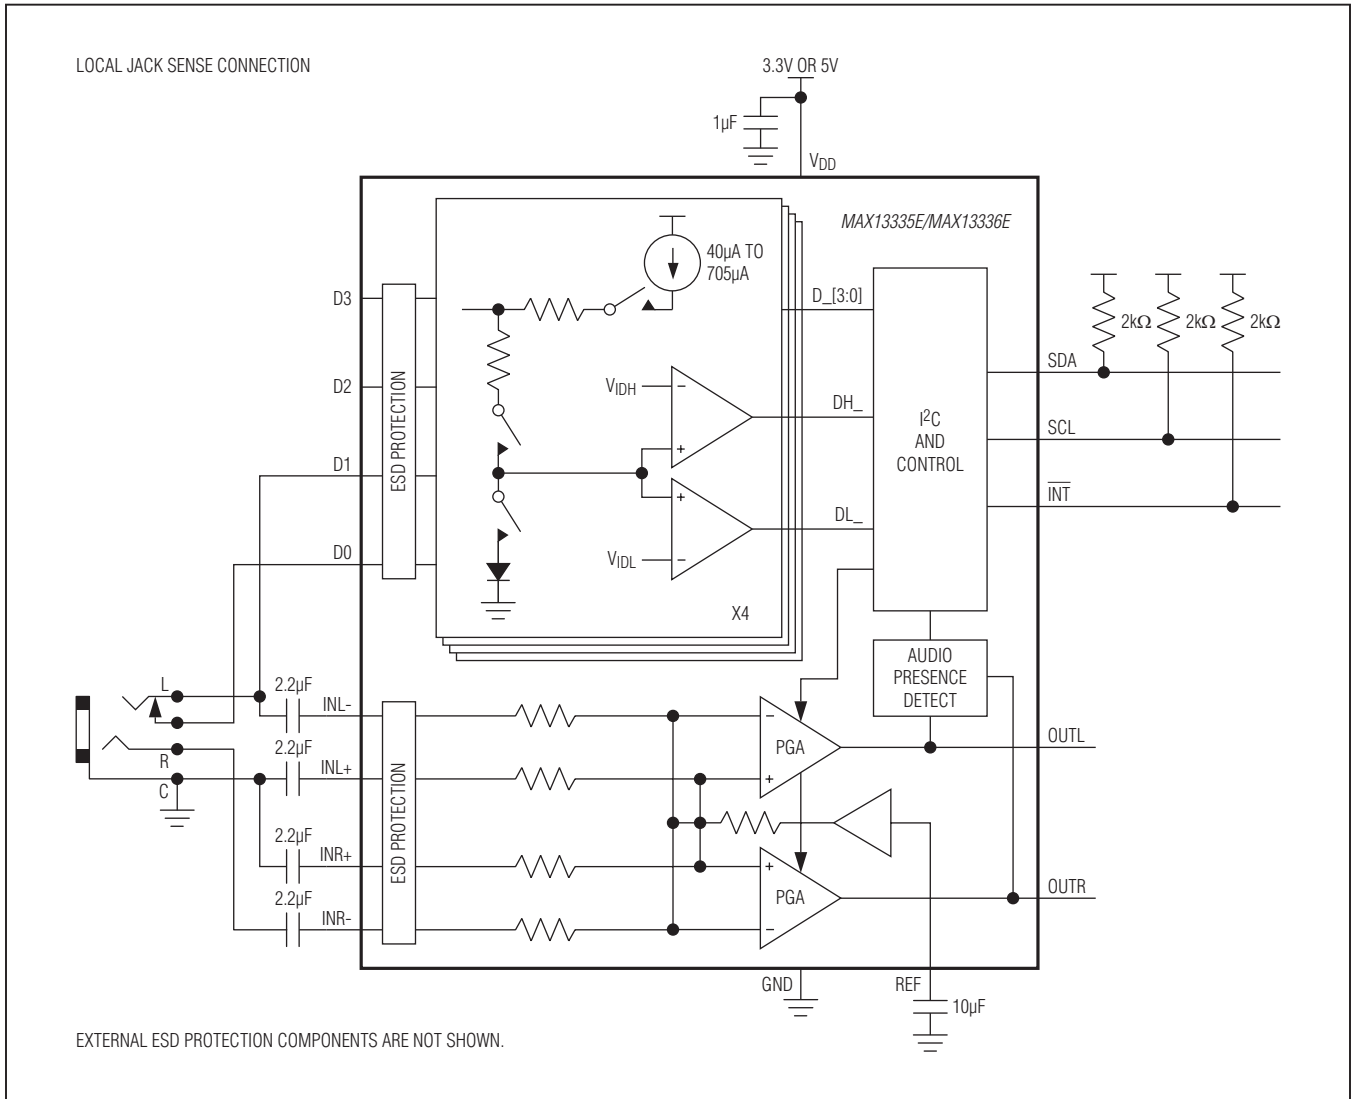 LOCAL JACK SENSE CONNECTION
3.3V OR 5V
1µF
VDD
MAX13335E/MAX13336E
40µA TO
705µA
D3
D_[3:0]
2kΩ
2kΩ
2kΩ
SDA
D2
VIDH
−
+
DH_
ESD PROTECTION
I²C
AND
CONTROL
SCL
D1
INT
+
−
DL_
D0
VIDL
X4
AUDIO
PRESENCE
DETECT
L
2.2µF
INL-
−
PGA
+
OUTL
R
2.2µF
INL+
C
ESD PROTECTION
2.2µF
INR+
+
PGA
−
OUTR
2.2µF
INR-
GND
REF
10µF
EXTERNAL ESD PROTECTION COMPONENTS ARE NOT SHOWN.